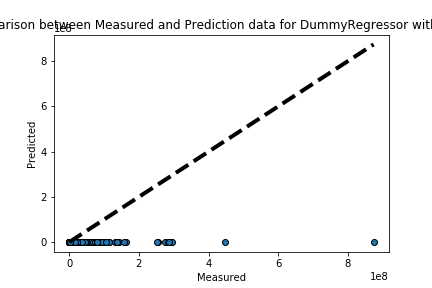 arison between Measured and Prediction data for DummyRegressor with
8
6
4
2
0
Predicted
0
2
4
6
8
1e8
Measured